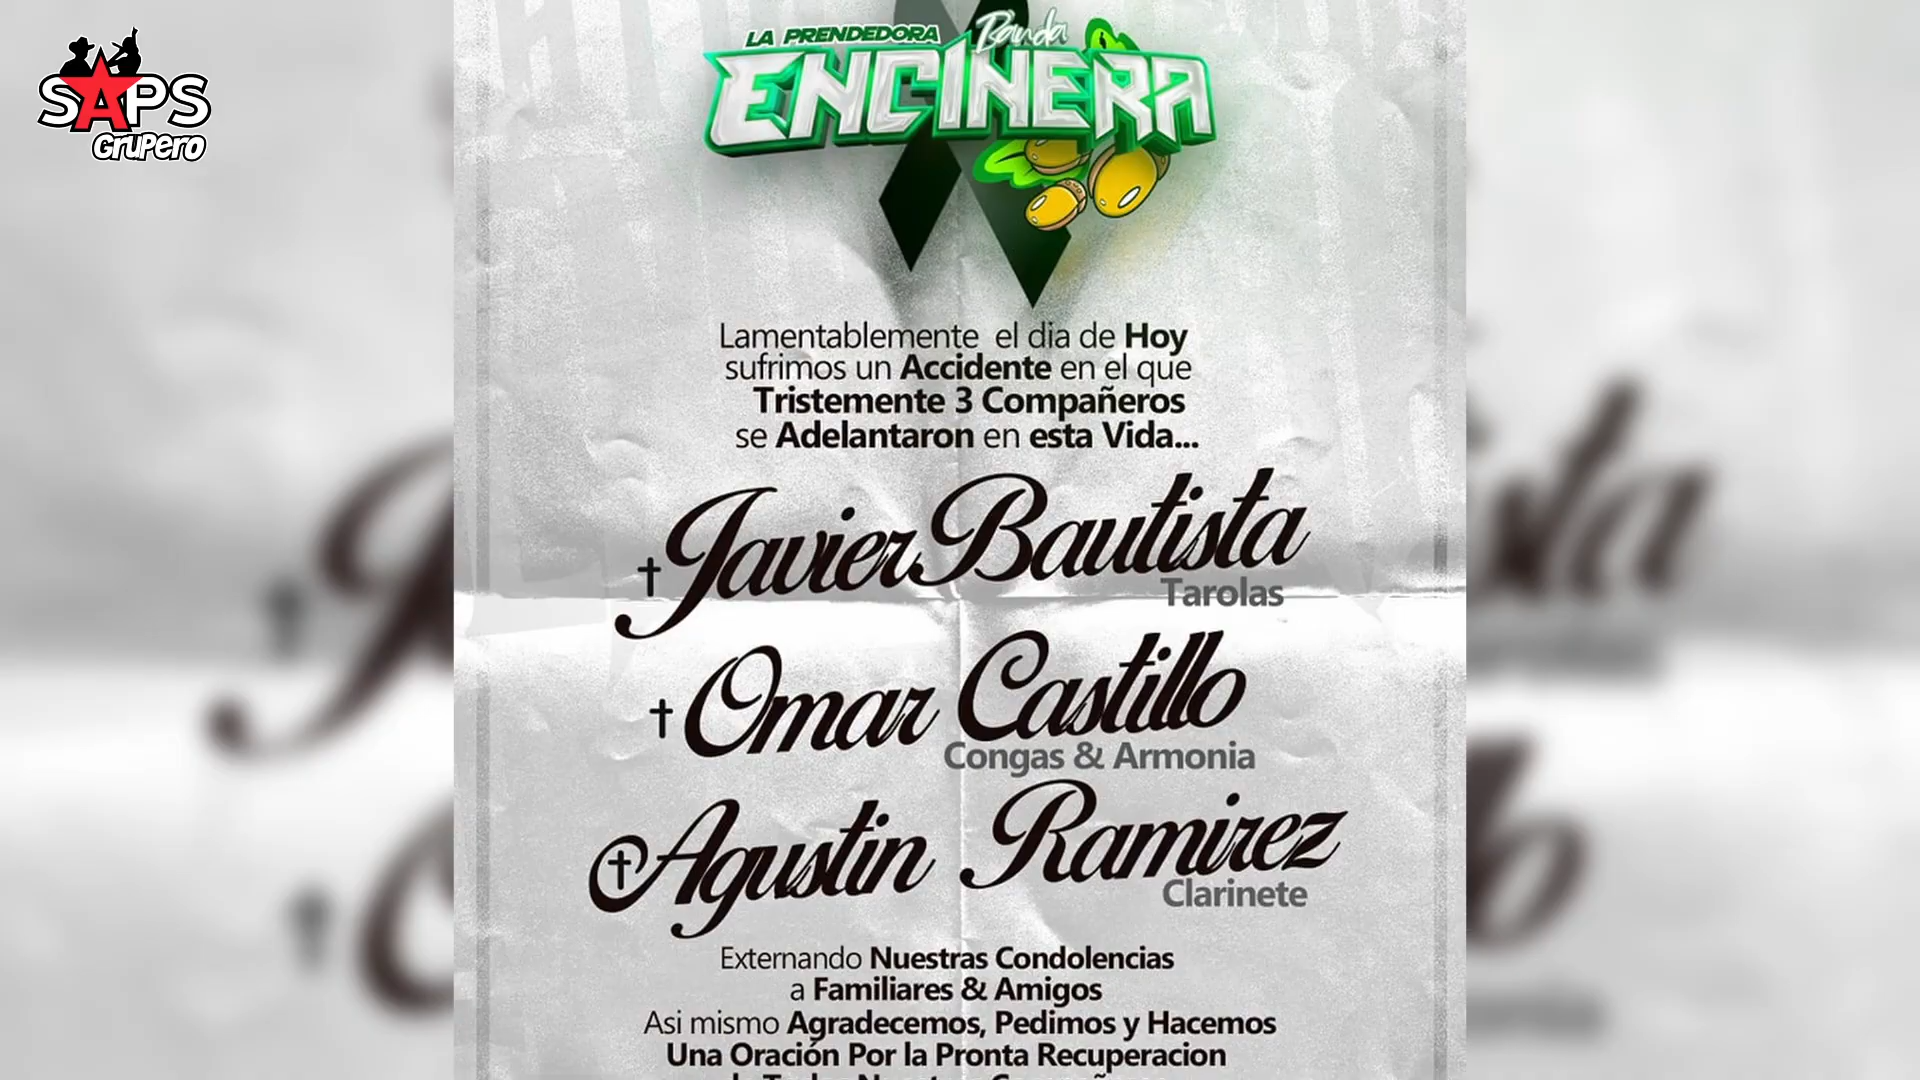 SAPS
GruPero
LA PRENDEDORA Banda
ENCINERA
Lamentablemente el dia de Hoy
sufrimos un Accidente en el que
Tristemente 3 Compañeros
se Adelantaron en esta Vida...
†Javier Bautista
Tarolas
†Omar Castillo
Congas & Armonia
†Agustin Ramirez
Clarinete
Externando Nuestras Condolencias
a Familiares & Amigos
Asi mismo Agradecemos, Pedimos y Hacemos
Una Oración Por la Pronta Recuperacion